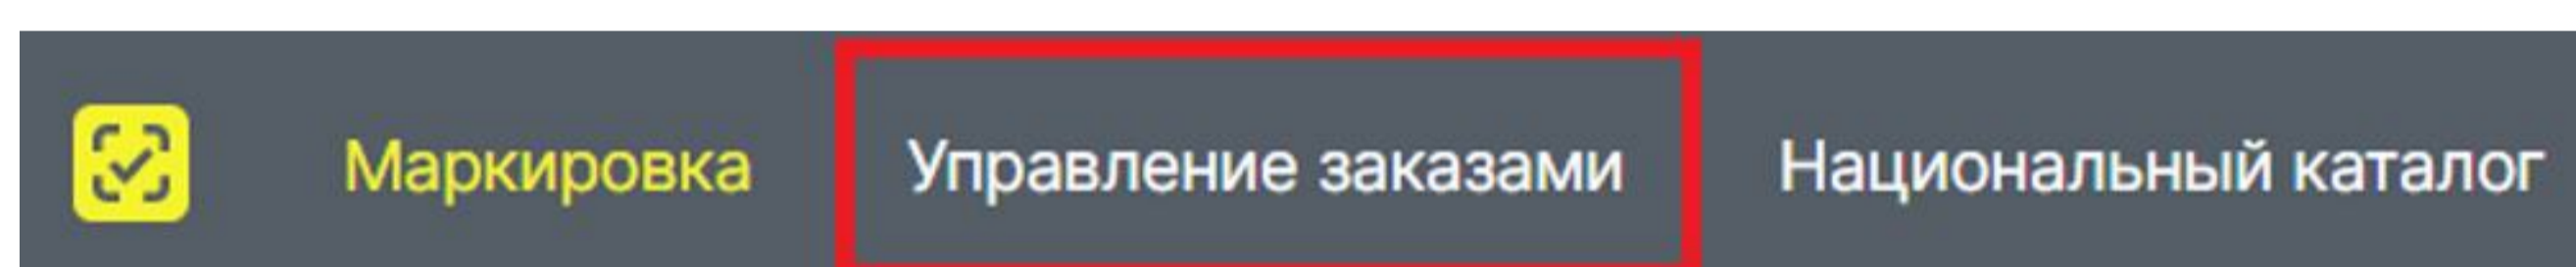 Маркировка Управление заказами Национальный каталог